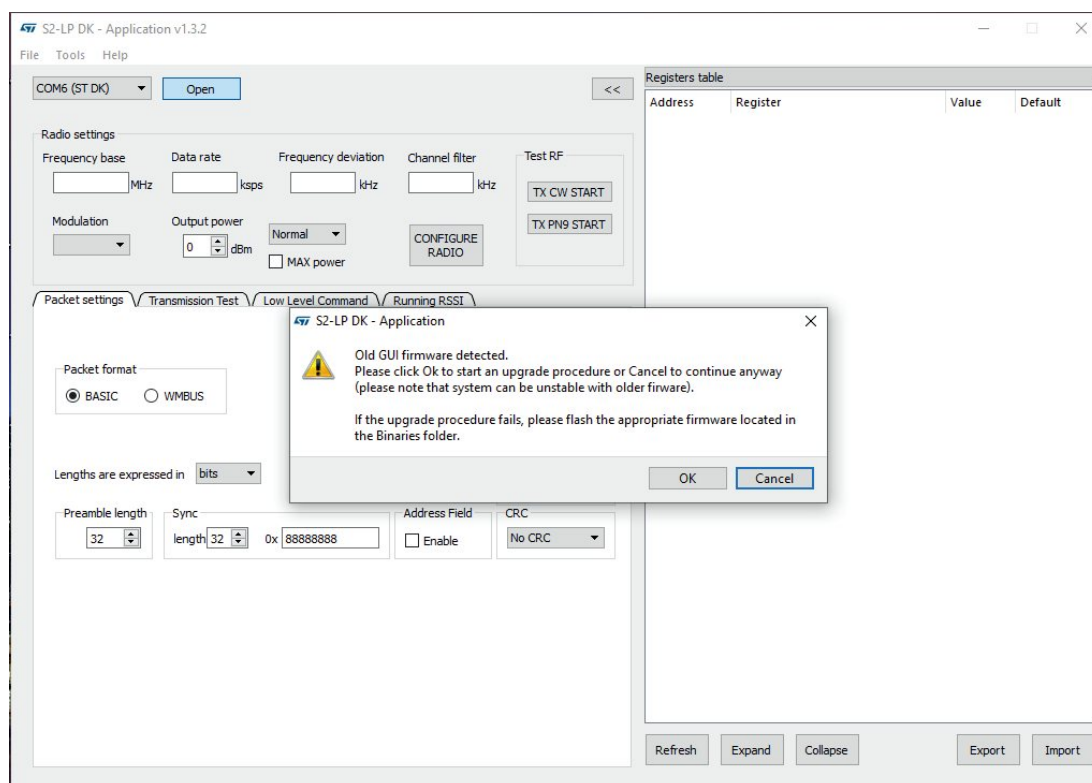 S2-LP DK - Application v1.3.2
File Tools Help
COM6 (ST DK) Open <<
Radio settings
Frequency base Data rate Frequency deviation Channel filter
MHz ksps kHz kHz
Modulation Output power
0 dBm Normal
MAX power
CONFIGURE
RADIO
Test RF
TX CW START
TX PN9 START
Packet settings Transmission Test Low Level Command Running RSSI
Packet format
BASIC WMBUS
Lengths are expressed in bits
Preamble length Sync Address Field CRC
32 length 32 0x 88888888 Enable No CRC
S2-LP DK - Application
Old GUI firmware detected.
Please click Ok to start an upgrade procedure or Cancel to continue anyway
(please note that system can be unstable with older firware).
If the upgrade procedure fails, please flash the appropriate firmware located in
the Binaries folder.
OK Cancel
Registers table
Address Register Value Default
Refresh Expand Collapse Export Import